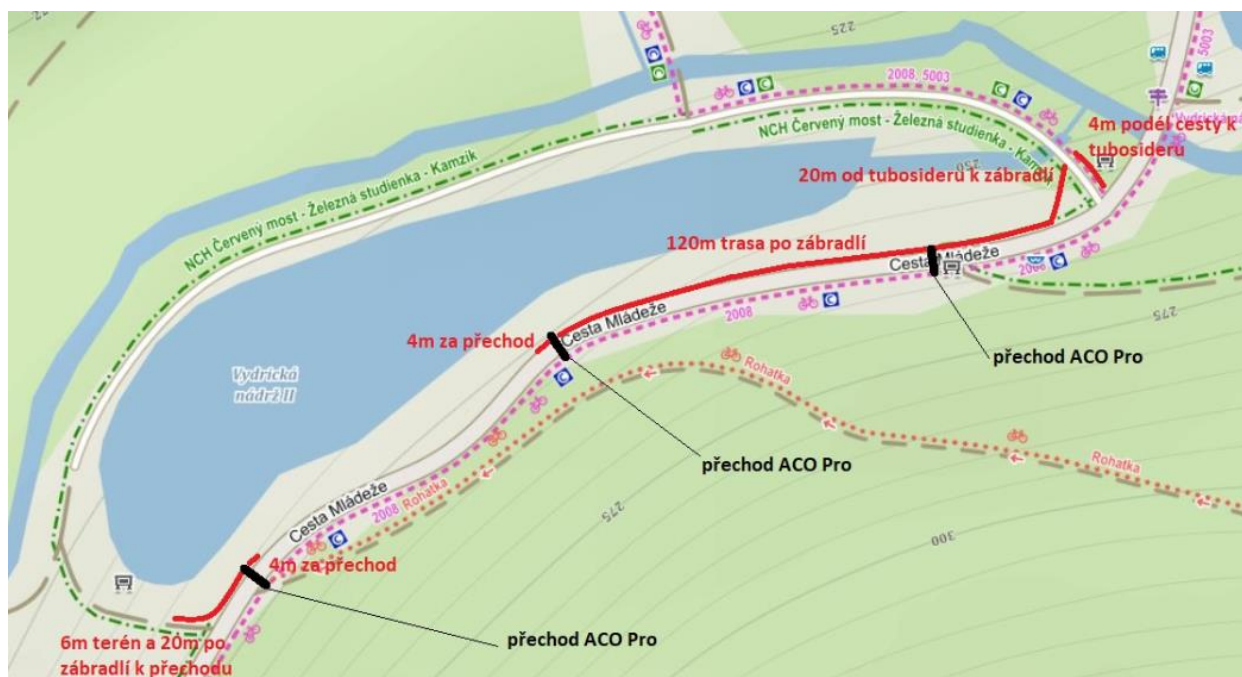 225
2008, 5003
5003
NCH Červený most - Železná studienka - Kamzík
4m podél cesty k
tubosideru
NCH Červený most - Železná studienka - Kamzík
250
20m od tubosideru k zábradlí
120m trasa po zábradlí
Cesta Mládeže
2008
275
4m za přechod
Cesta Mládeže
2008
přechod ACO Pro
Vydrická
nádrž II
Rohatka
Rohatka
přechod ACO Pro
Cesta Mládeže
2008
Rohatka
275
300
4m za přechod
6m terén a 20m po
zábradlí k přechodu
přechod ACO Pro